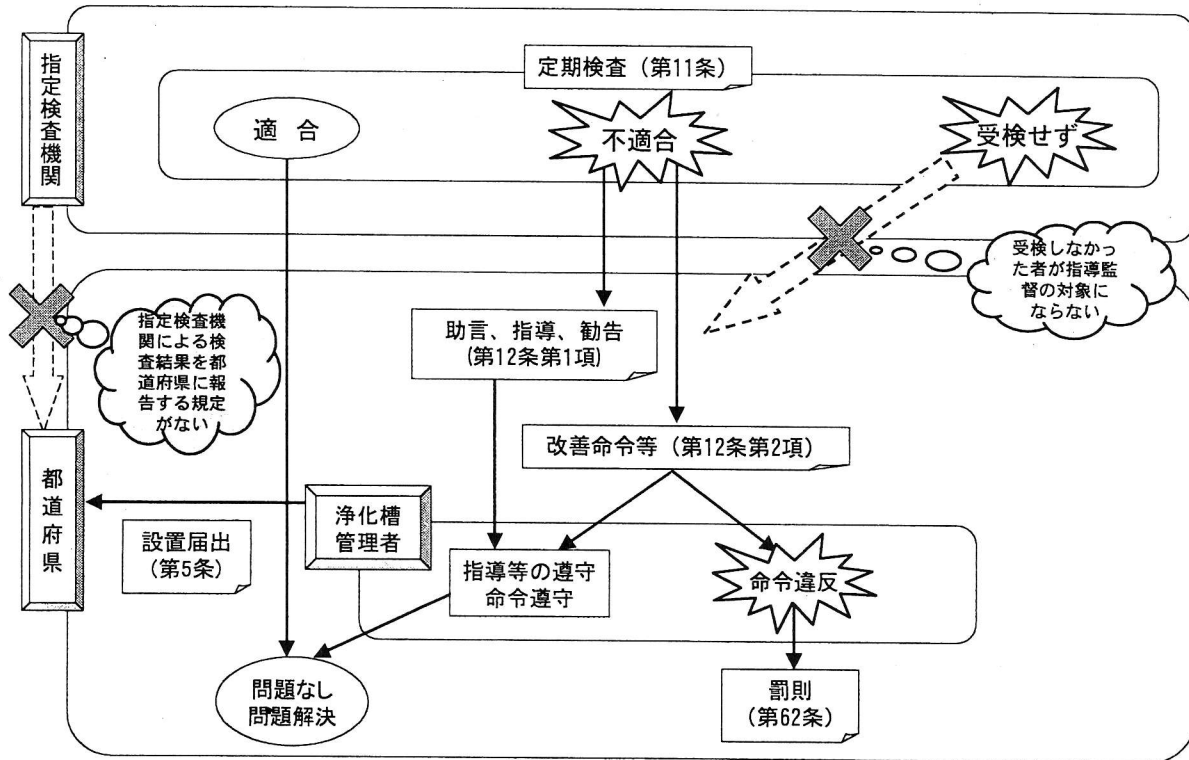 指定検査機関
定期検査（第11条）
適　合
不適合
受検せず
受検しなかっ
た者が指導監
督の対象に
ならない
指定検査機
関による検
査結果を都
道府県に報
告する規定
がない
助言、指導、勧告
(第12条第1項)
改善命令等（第12条第2項）
都道府県
設置届出
(第5条)
浄化槽
管理者
指導等の遵守
命令遵守
命令違反
問題なし
問題解決
罰則
(第62条)